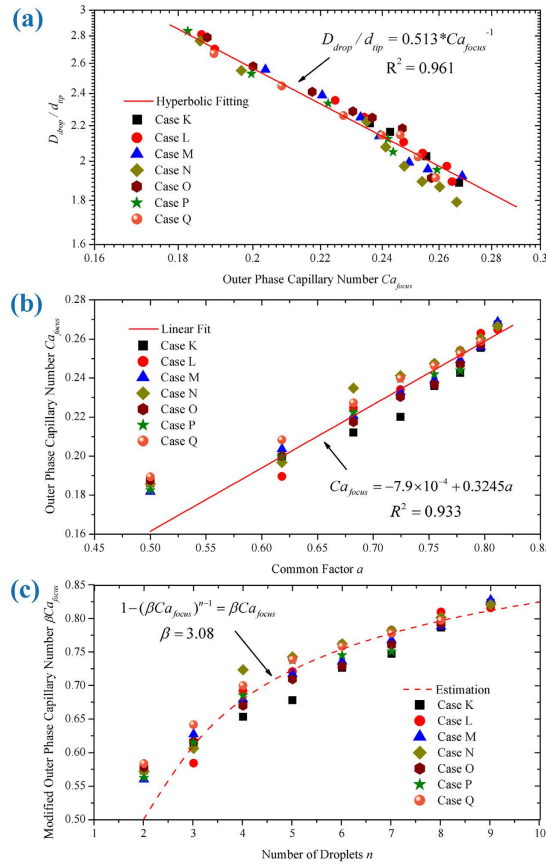 (a)
D_drop / d_tip = 0.513*Ca_focus^-1
R² = 0.961
Hyperbolic Fitting
Case K
Case L
Case M
Case N
Case O
Case P
Case Q
D_drop / d_tip
3
2.8
2.6
2.4
2.2
2
1.8
1.6
0.16 0.18 0.2 0.22 0.24 0.26 0.28 0.3
Outer Phase Capillary Number Ca_focus
(b)
Linear Fit
Case K
Case L
Case M
Case N
Case O
Case P
Case Q
Ca_focus = −7.9×10⁻⁴ + 0.3245a
R² = 0.933
Outer Phase Capillary Number Ca_focus
0.28
0.26
0.24
0.22
0.20
0.18
0.16
0.45 0.50 0.55 0.60 0.65 0.70 0.75 0.80 0.85
Common Factor a
(c)
1−(βCa_focus)^n−1 = βCa_focus
β = 3.08
Estimation
Case K
Case L
Case M
Case N
Case O
Case P
Case Q
Modified Outer Phase Capillary Number βCa_focus
0.85
0.80
0.75
0.70
0.65
0.60
0.55
0.50
1 2 3 4 5 6 7 8 9 10
Number of Droplets n